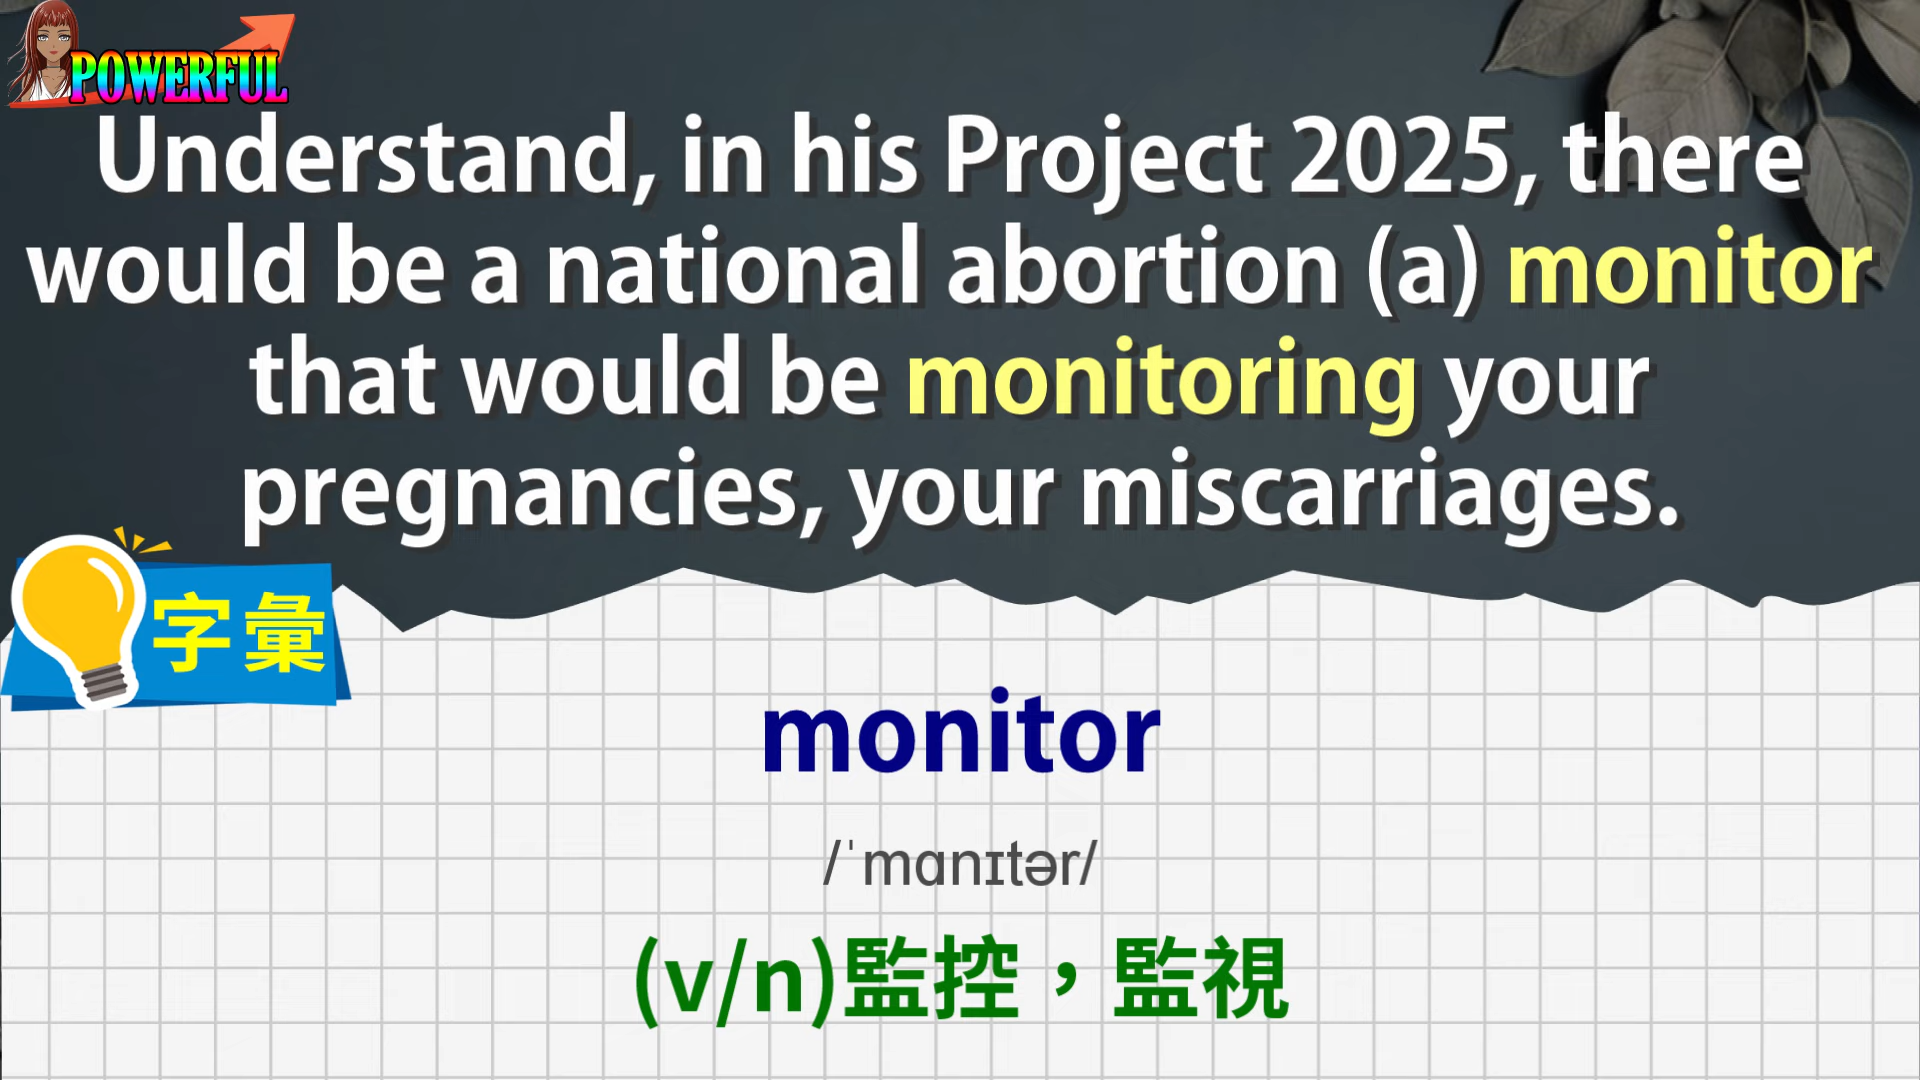 POWERFUL
Understand, in his Project 2025, there
would be a national abortion (a) monitor
that would be monitoring your
pregnancies, your miscarriages.
字彙
monitor
/ˈmɑnɪtər/
(v/n)監控，監視